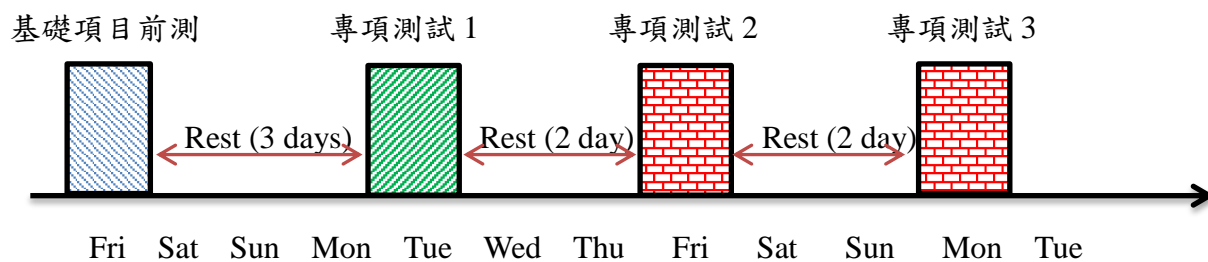 基礎項目前測 專項測試 1 專項測試 2 專項測試 3
Rest (3 days) Rest (2 day) Rest (2 day)
Fri Sat Sun Mon Tue Wed Thu Fri Sat Sun Mon Tue